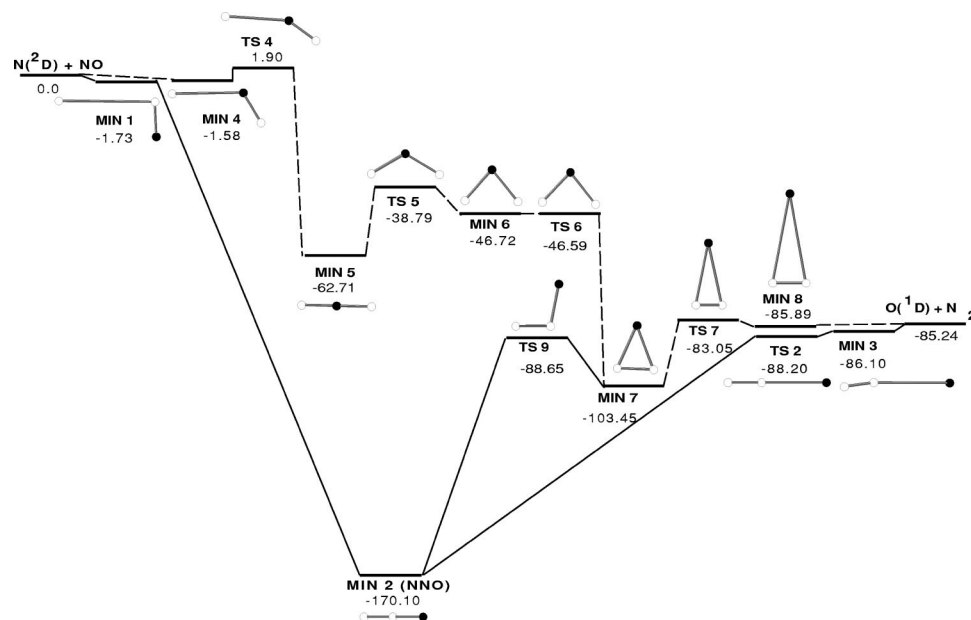 TS 4
1.90
N(²D) + NO
0.0
MIN 1
-1.73
MIN 4
-1.58
TS 5
-38.79
MIN 6
-46.72
TS 6
-46.59
MIN 5
-62.71
MIN 8
-85.89
O(¹D) + N₂
-85.24
TS 7
-83.05
TS 9
-88.65
TS 2
-88.20
MIN 3
-86.10
MIN 7
-103.45
MIN 2 (NNO)
-170.10